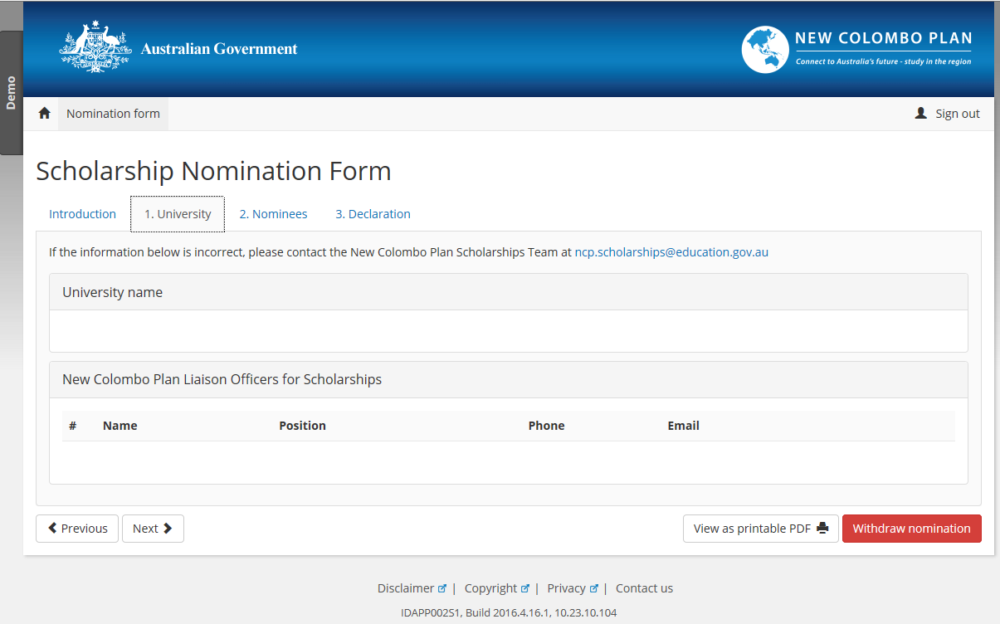 Australian Government
NEW COLOMBO PLAN
Connect to Australia's future - study in the region
Demo
Nomination form
Sign out
Scholarship Nomination Form
Introduction
1. University
2. Nominees
3. Declaration
If the information below is incorrect, please contact the New Colombo Plan Scholarships Team at ncp.scholarships@education.gov.au
University name
New Colombo Plan Liaison Officers for Scholarships
# Name Position Phone Email
Previous
Next
View as printable PDF
Withdraw nomination
Disclaimer | Copyright | Privacy | Contact us
IDAPP002S1, Build 2016.4.16.1, 10.23.10.104